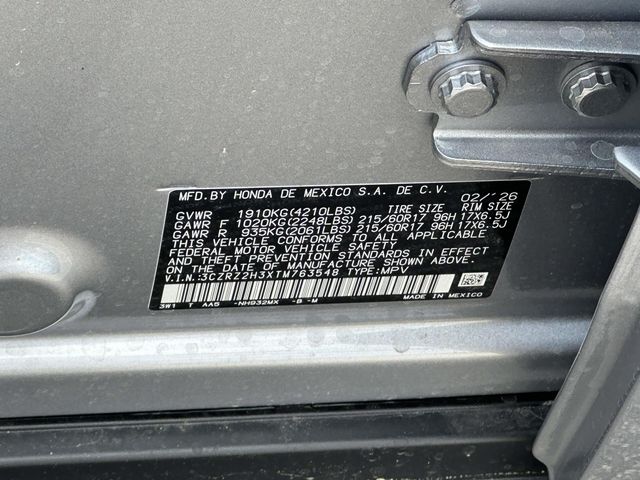 MFD.BY HONDA DE MEXICO S.A. DE C.V. 02/'26
GVWR 1910KG(4210LBS) TIRE SIZE RIM SIZE
GAWR F 1020KG(2248LBS) 215/60R17 96H 17X6.5J
GAWR R 935KG(2061LBS) 215/60R17 96H 17X6.5J
THIS VEHICLE CONFORMS TO ALL APPLICABLE
FEDERAL MOTOR VEHICLE SAFETY
AND THEFT PREVENTION STANDARDS IN EFFECT
ON THE DATE OF MANUFACTURE SHOWN ABOVE.
V.I.N.:3CZRZ2H3XTM763548 TYPE:MPV
3W1 Y AA5 -NH932MX -B -M MADE IN MEXICO